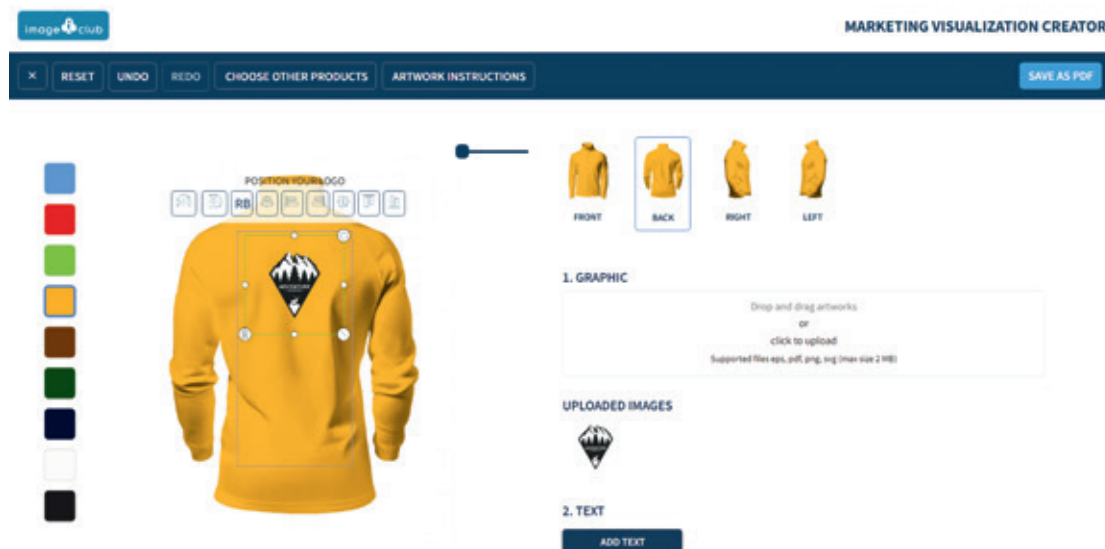 image club
MARKETING VISUALIZATION CREATOR
× RESET UNDO REDO CHOOSE OTHER PRODUCTS ARTWORK INSTRUCTIONS SAVE AS PDF
POSITION YOUR LOGO
RB
FRONT BACK RIGHT LEFT
1. GRAPHIC
Drop and drag artworks
or
click to upload
Supported files eps, pdf, png, svg (max size 2 MB)
UPLOADED IMAGES
2. TEXT
ADD TEXT